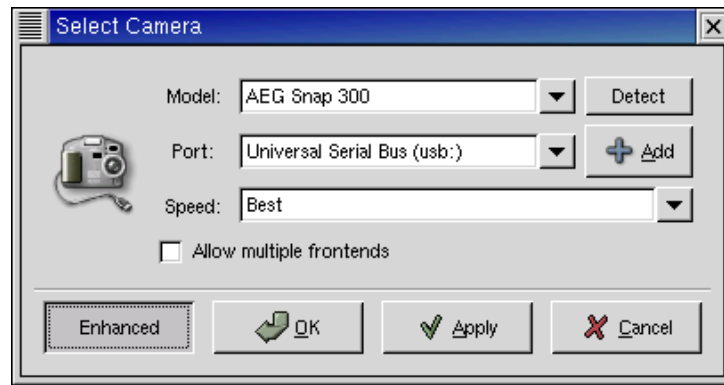 Select Camera
Model: AEG Snap 300 Detect
Port: Universal Serial Bus (usb:) Add
Speed: Best
Allow multiple frontends
Enhanced OK Apply Cancel